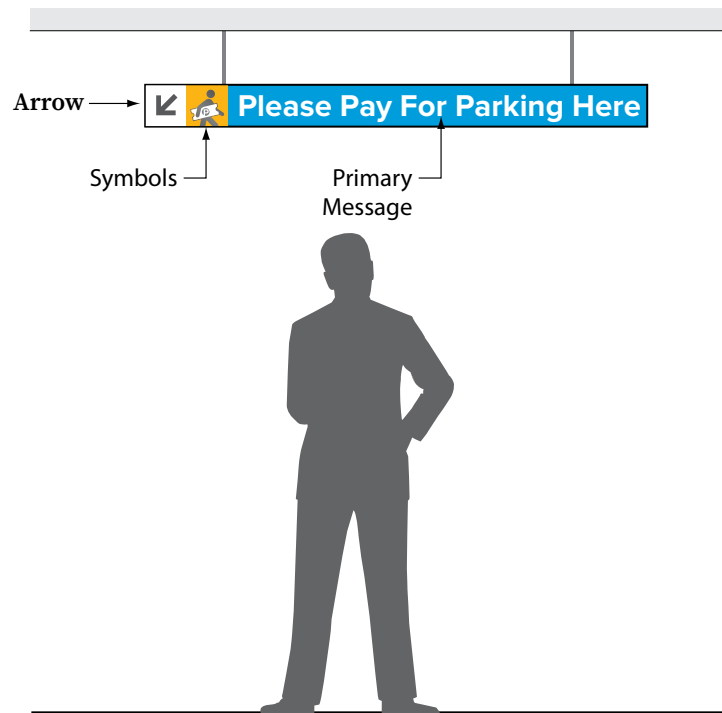 Arrow
P
Please Pay For Parking Here
Symbols
Primary
Message